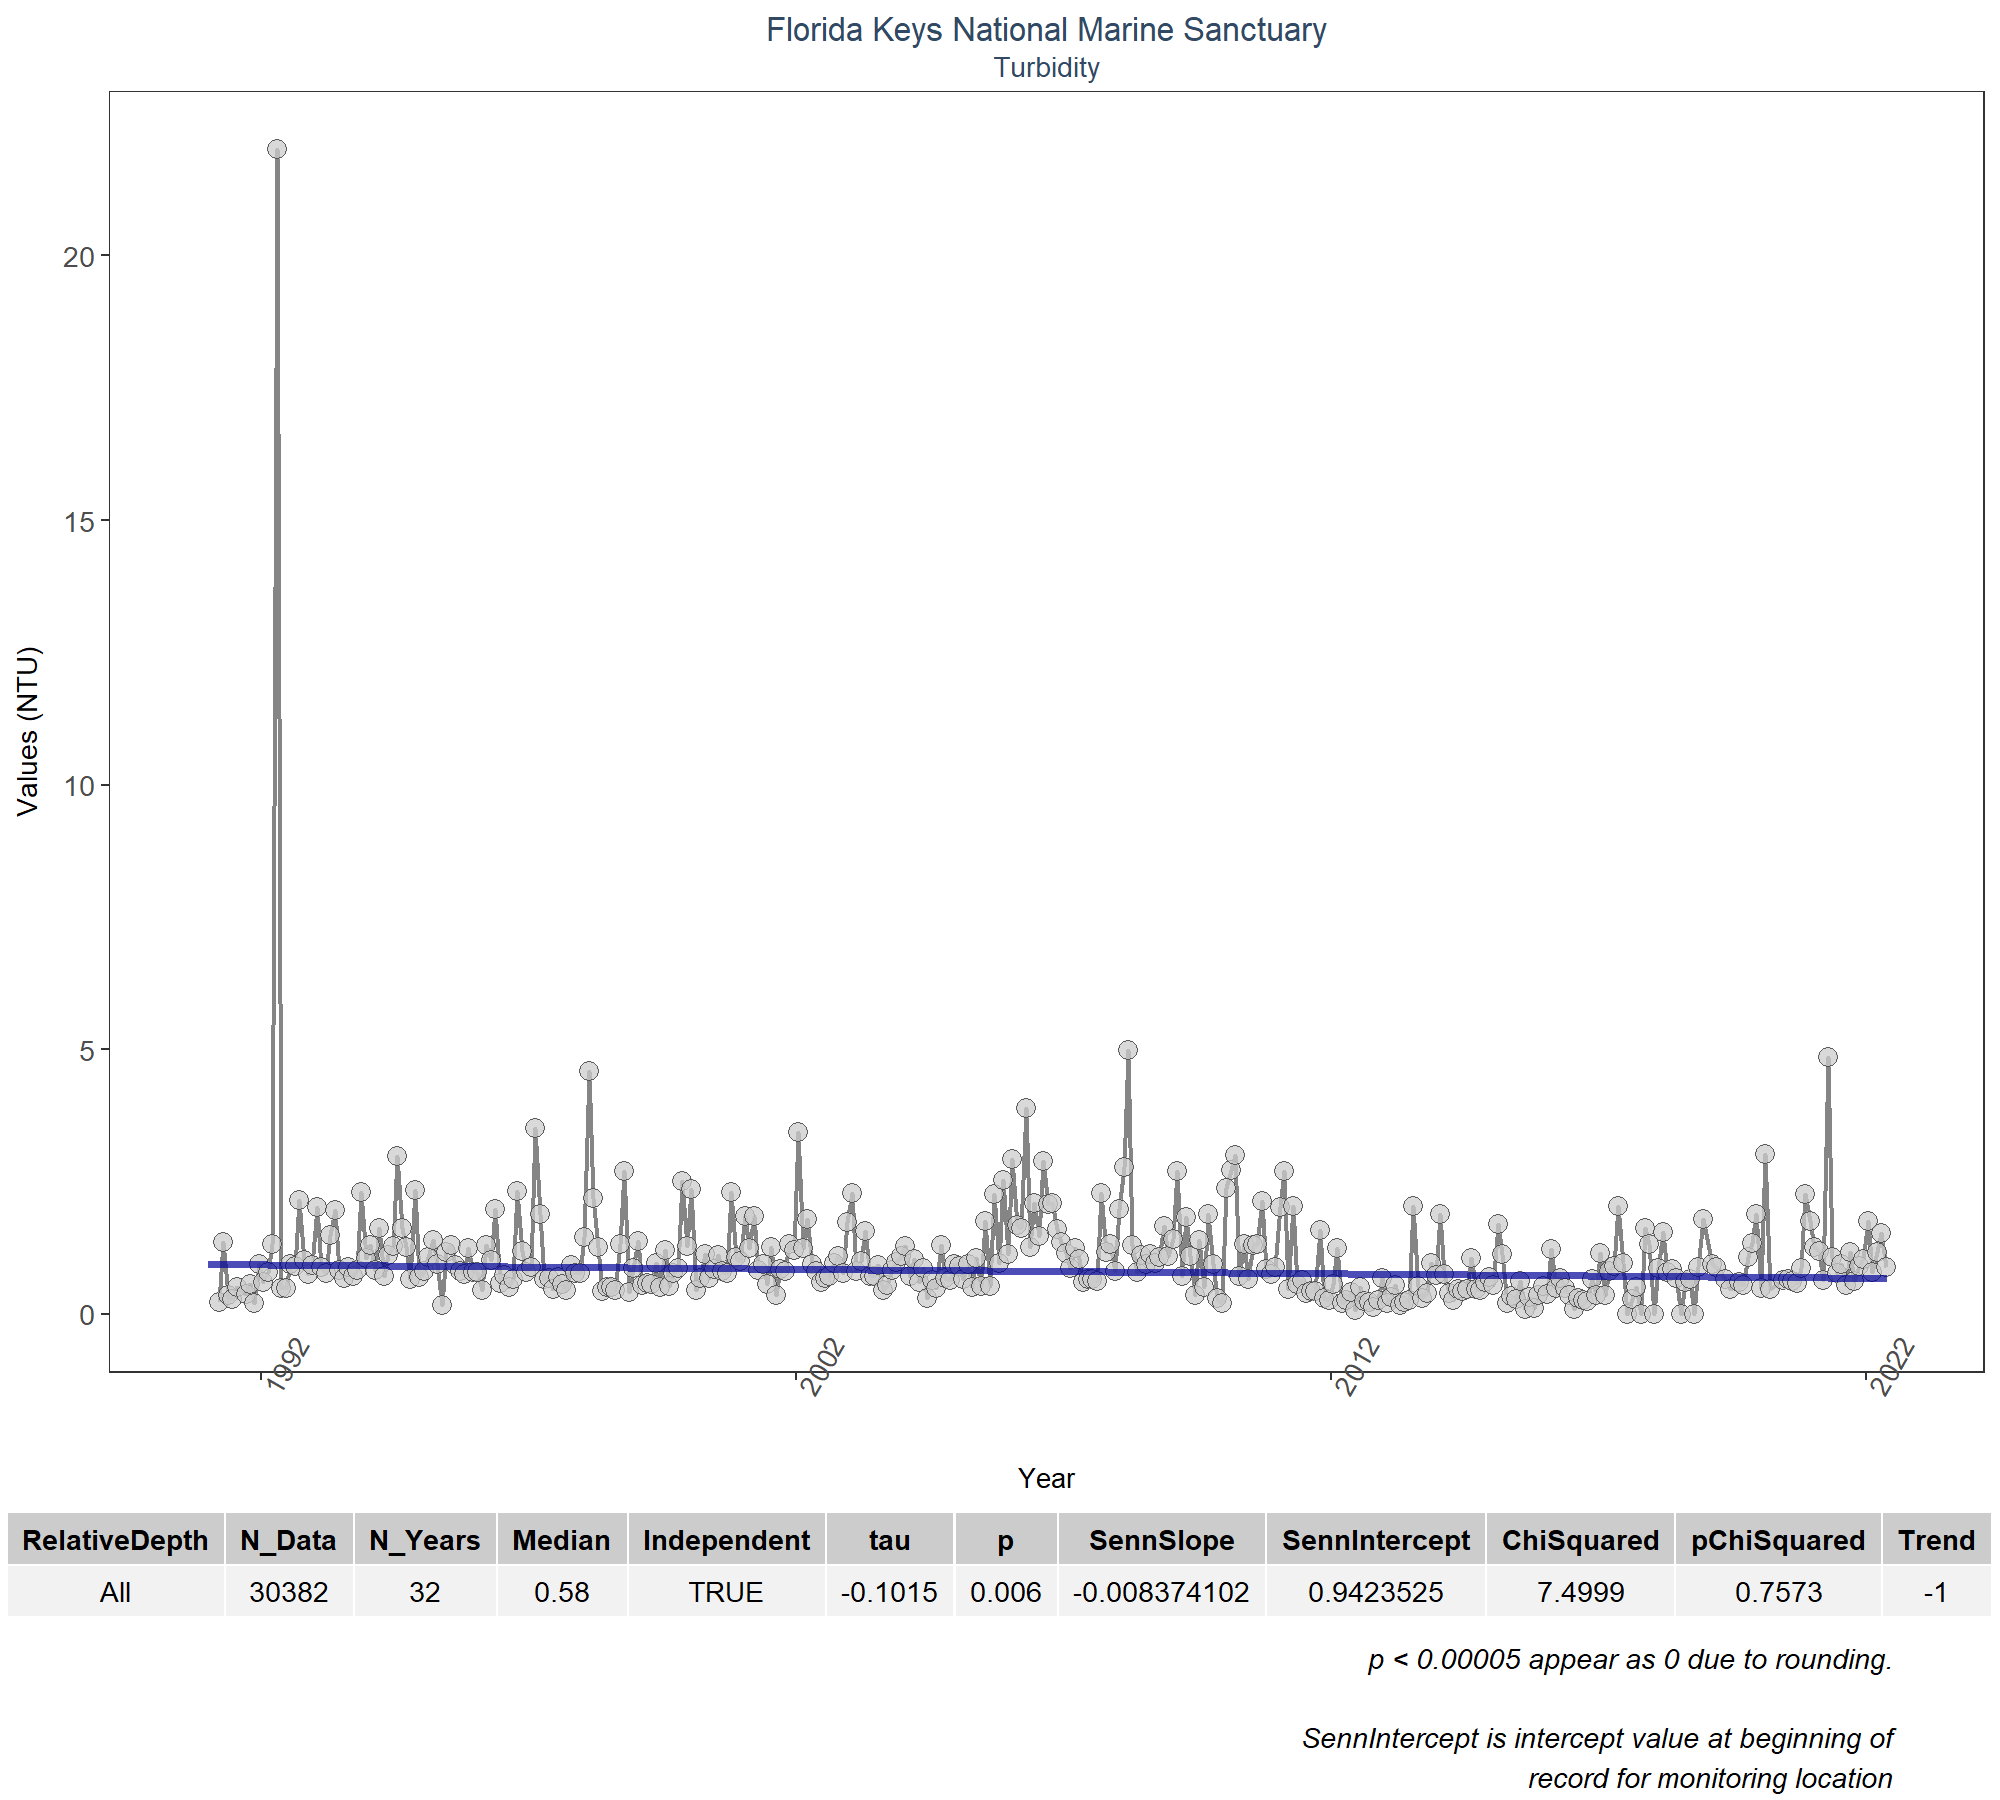 Florida Keys National Marine Sanctuary
Turbidity
Values (NTU)
20
15
10
5
0
1992
2002
2012
2022
Year
RelativeDepth N_Data N_Years Median Independent tau p SennSlope SennIntercept ChiSquared pChiSquared Trend
All 30382 32 0.58 TRUE -0.1015 0.006 -0.008374102 0.9423525 7.4999 0.7573 -1
p < 0.00005 appear as 0 due to rounding.
SennIntercept is intercept value at beginning of
record for monitoring location